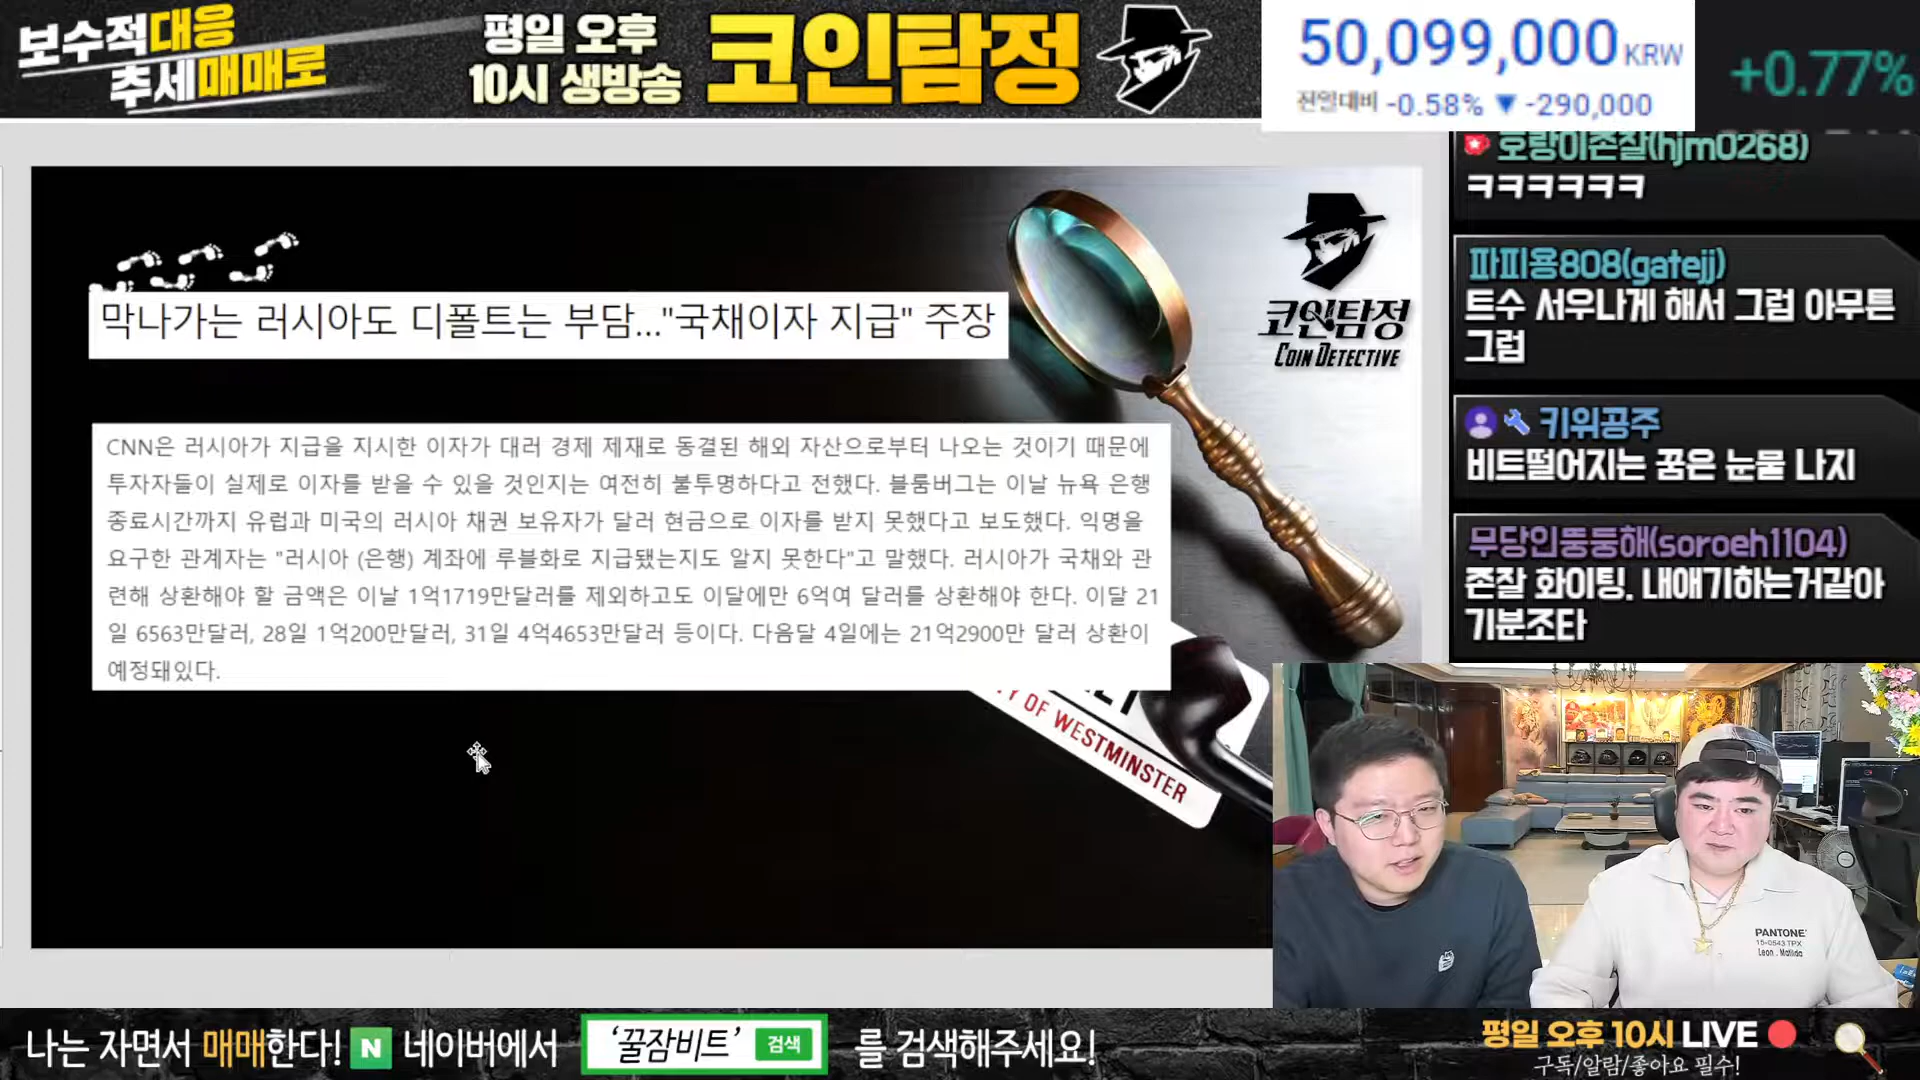 보수적대응
추세매매로
평일 오후
10시 생방송
코인탐정
50,099,000 KRW
전일대비 -0.58% ▼ -290,000
+0.77%
호랑이존잘(hjm0268)
ㅋㅋㅋㅋㅋㅋ
파피용808(gatejj)
트수 서우나게 해서 그럼 아무튼
그럼
키위공주
비트떨어지는 꿈은 눈물 나지
무당인뚱둥해(soroeh1104)
존잘 화이팅. 내얘기하는거같아
기분조타
코인탐정
COIN DETECTIVE
막나가는 러시아도 디폴트는 부담..."국채이자 지급" 주장
CNN은 러시아가 지급을 지시한 이자가 대러 경제 제재로 동결된 해외 자산으로부터 나오는 것이기 때문에
투자자들이 실제로 이자를 받을 수 있을 것인지는 여전히 불투명하다고 전했다. 블룸버그는 이날 뉴욕 은행
종료시간까지 유럽과 미국의 러시아 채권 보유자가 달러 현금으로 이자를 받지 못했다고 보도했다. 익명을
요구한 관계자는 "러시아 (은행) 계좌에 루블화로 지급됐는지도 알지 못한다"고 말했다. 러시아가 국채와 관
련해 상환해야 할 금액은 이날 1억1719만달러를 제외하고도 이달에만 6억여 달러를 상환해야 한다. 이달 21
일 6563만달러, 28일 1억200만달러, 31일 4억4653만달러 등이다. 다음달 4일에는 21억2900만 달러 상환이
예정돼있다.
TY OF WESTMINSTER
PANTONE
15-0543 TPX
Leon . Matilda
나는 자면서 매매한다! N 네이버에서 '꿀잠비트' 검색 를 검색해주세요!
평일 오후 10시 LIVE
구독/알람/좋아요 필수!